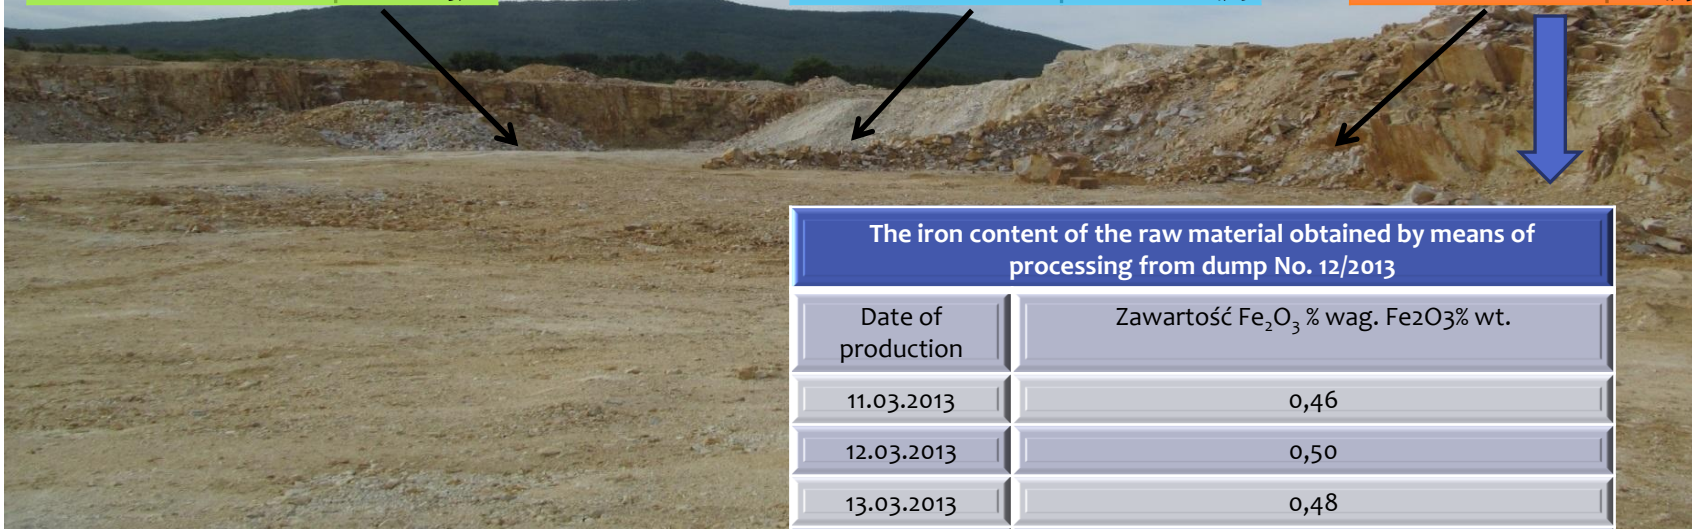 The iron content of the raw material obtained by means of
processing from dump No. 12/2013
Date of
production
Zawartość Fe₂O₃ % wag. Fe2O3% wt.
11.03.2013
0,46
12.03.2013
0,50
13.03.2013
0,48